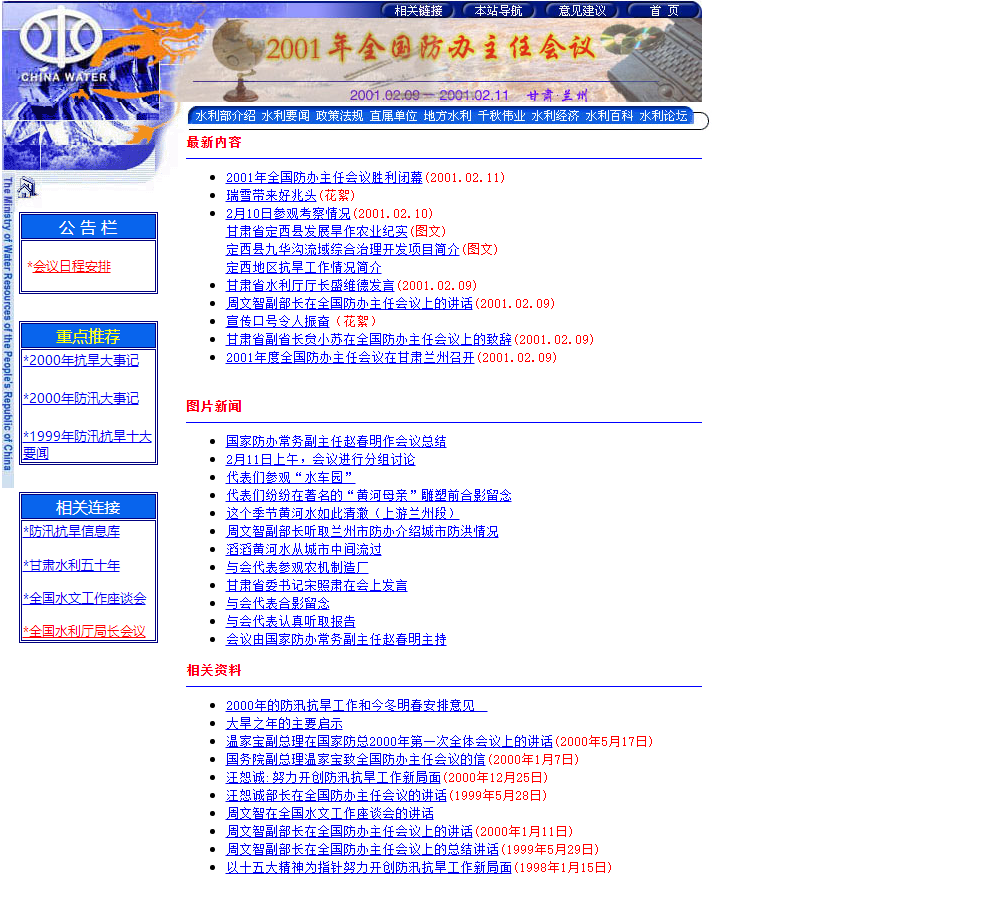 相关链接 本站导航 意见建议 首 页
2001年全国防办主任会议
CHINA WATER
2001.02.09—2001.02.11 甘肃·兰州
水利部介绍 水利要闻 政策法规 直属单位 地方水利 千秋伟业 水利经济 水利百科 水利论坛
The Ministry of Water Resources of the People's Republic of China
公 告 栏
*会议日程安排
重点推荐
*2000年抗旱大事记
*2000年防汛大事记
*1999年防汛抗旱十大
要闻
相关连接
*防汛抗旱信息库
*甘肃水利五十年
*全国水文工作座谈会
*全国水利厅局长会议
最新内容
2001年全国防办主任会议胜利闭幕(2001.02.11)
瑞雪带来好兆头(花絮)
2月10日参观考察情况(2001.02.10)
甘肃省定西县发展旱作农业纪实(图文)
定西县九华沟流域综合治理开发项目简介(图文)
定西地区抗旱工作情况简介
甘肃省水利厅厅长盛维德发言(2001.02.09)
周文智副部长在全国防办主任会议上的讲话(2001.02.09)
宣传口号令人振奋（花絮）
甘肃省副省长贠小苏在全国防办主任会议上的致辞(2001.02.09)
2001年度全国防办主任会议在甘肃兰州召开(2001.02.09)
图片新闻
国家防办常务副主任赵春明作会议总结
2月11日上午，会议进行分组讨论
代表们参观“水车园”
代表们纷纷在著名的“黄河母亲”雕塑前合影留念
这个季节黄河水如此清澈（上游兰州段）
周文智副部长听取兰州市防办介绍城市防洪情况
滔滔黄河水从城市中间流过
与会代表参观农机制造厂
甘肃省委书记宋照肃在会上发言
与会代表合影留念
与会代表认真听取报告
会议由国家防办常务副主任赵春明主持
相关资料
2000年的防汛抗旱工作和今冬明春安排意见
大旱之年的主要启示
温家宝副总理在国家防总2000年第一次全体会议上的讲话(2000年5月17日)
国务院副总理温家宝致全国防办主任会议的信(2000年1月7日)
汪恕诚:努力开创防汛抗旱工作新局面(2000年12月25日)
汪恕诚部长在全国防办主任会议的讲话(1999年5月28日)
周文智在全国水文工作座谈会的讲话
周文智副部长在全国防办主任会议上的讲话(2000年1月11日)
周文智副部长在全国防办主任会议上的总结讲话(1999年5月29日)
以十五大精神为指针努力开创防汛抗旱工作新局面(1998年1月15日)